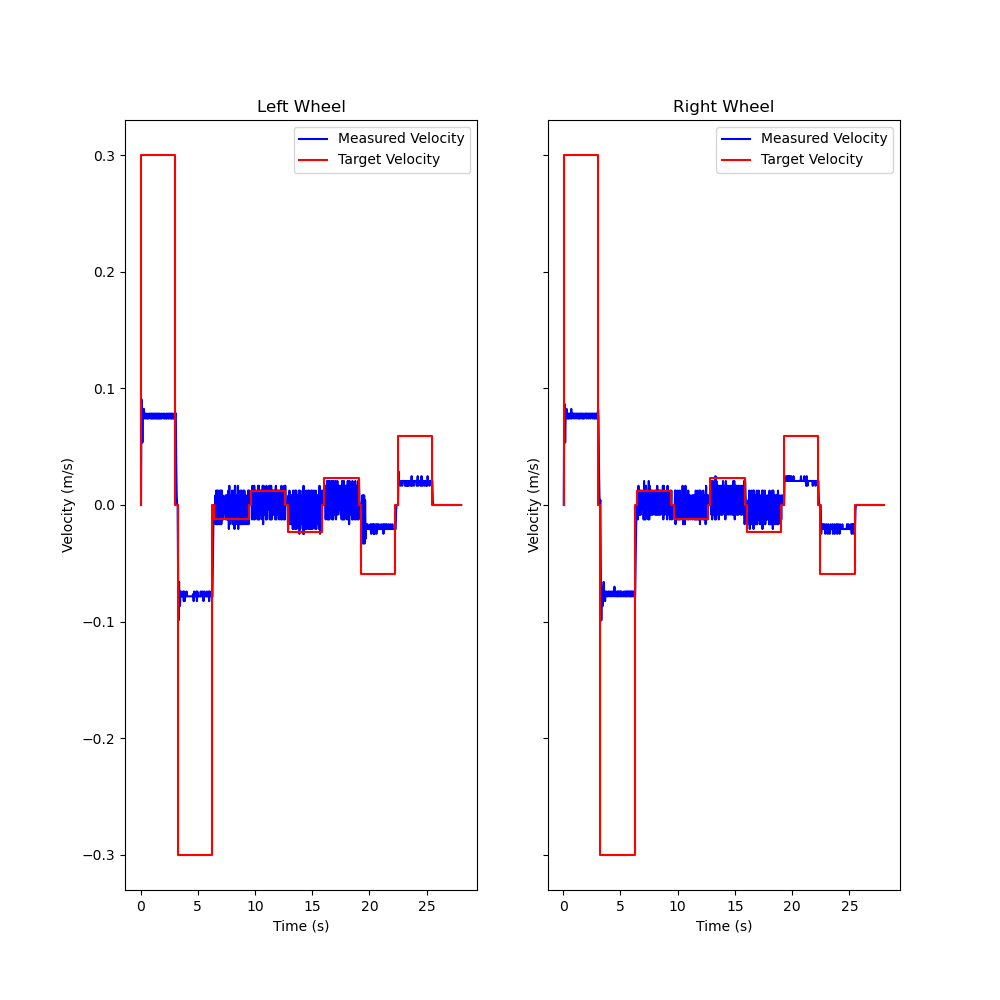 Left Wheel
Measured Velocity
Target Velocity
0.3
0.2
0.1
0.0
−0.1
−0.2
−0.3
Velocity (m/s)
0 5 10 15 20 25
Time (s)
Right Wheel
Measured Velocity
Target Velocity
Velocity (m/s)
0 5 10 15 20 25
Time (s)